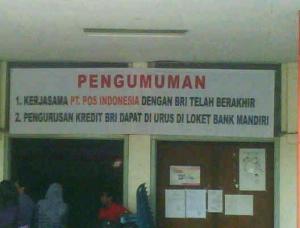 PENGUMUMAN
1. KERJASAMA PT. POS INDONESIA DENGAN BRI TELAH BERAKHIR
2. PENGURUSAN KREDIT BRI DAPAT DI URUS DI LOKET BANK MANDIRI